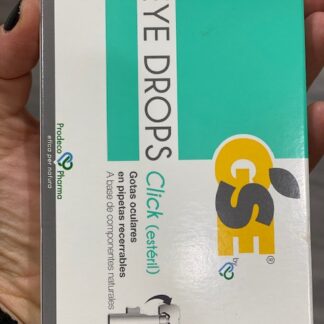 GSE®
by
EYE DROPS
Click (estéril)
Gotas oculares
en pipetas recerrables
A base de componentes naturales
Prodeco
Pharma
etica per natura